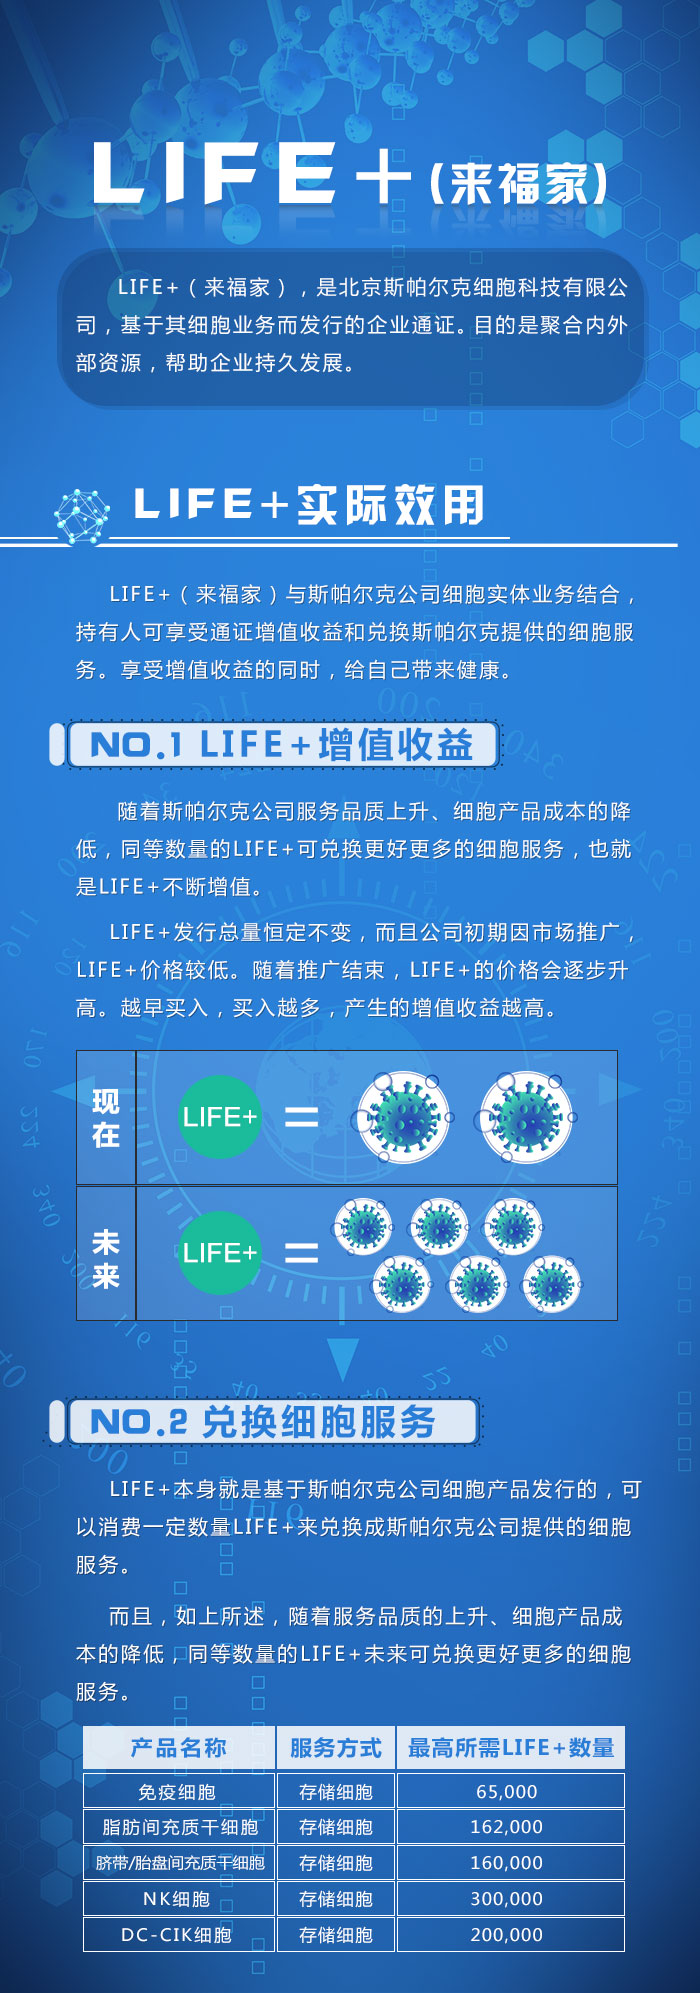 LIFE+(来福家)
LIFE+（来福家），是北京斯帕尔克细胞科技有限公
司，基于其细胞业务而发行的企业通证。目的是聚合内外
部资源，帮助企业持久发展。
LIFE+实际效用
LIFE+（来福家）与斯帕尔克公司细胞实体业务结合，
持有人可享受通证增值收益和兑换斯帕尔克提供的细胞服
务。享受增值收益的同时，给自己带来健康。
NO.1 LIFE+增值收益
随着斯帕尔克公司服务品质上升、细胞产品成本的降
低，同等数量的LIFE+可兑换更好更多的细胞服务，也就
是LIFE+不断增值。
LIFE+发行总量恒定不变，而且公司初期因市场推广，
LIFE+价格较低。随着推广结束，LIFE+的价格会逐步升
高。越早买入，买入越多，产生的增值收益越高。
现在 LIFE+ =
未来 LIFE+ =
NO.2 兑换细胞服务
LIFE+本身就是基于斯帕尔克公司细胞产品发行的，可
以消费一定数量LIFE+来兑换成斯帕尔克公司提供的细胞
服务。
而且，如上所述，随着服务品质的上升、细胞产品成
本的降低，同等数量的LIFE+未来可兑换更好更多的细胞
服务。
产品名称 服务方式 最高所需LIFE+数量
免疫细胞 存储细胞 65,000
脂肪间充质干细胞 存储细胞 162,000
脐带/胎盘间充质干细胞 存储细胞 160,000
NK细胞 存储细胞 300,000
DC-CIK细胞 存储细胞 200,000